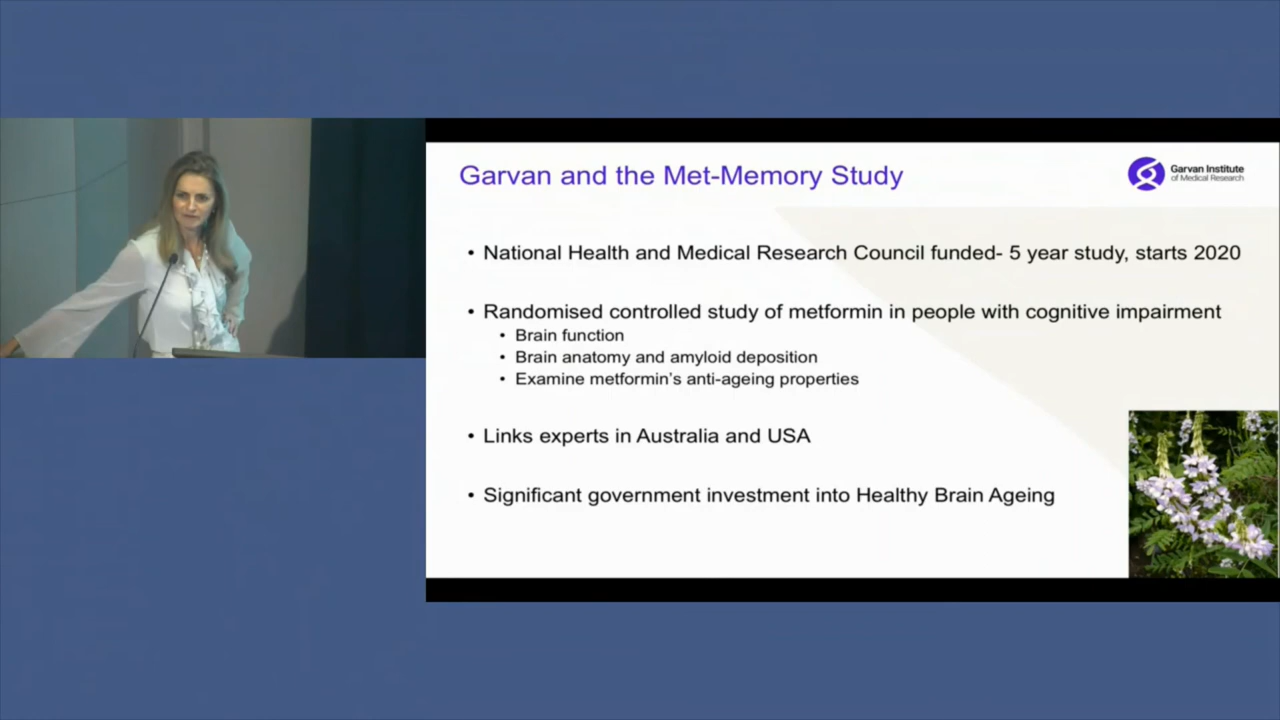 Garvan and the Met-Memory Study
Garvan Institute
of Medical Research
• National Health and Medical Research Council funded- 5 year study, starts 2020
• Randomised controlled study of metformin in people with cognitive impairment
• Brain function
• Brain anatomy and amyloid deposition
• Examine metformin's anti-ageing properties
• Links experts in Australia and USA
• Significant government investment into Healthy Brain Ageing